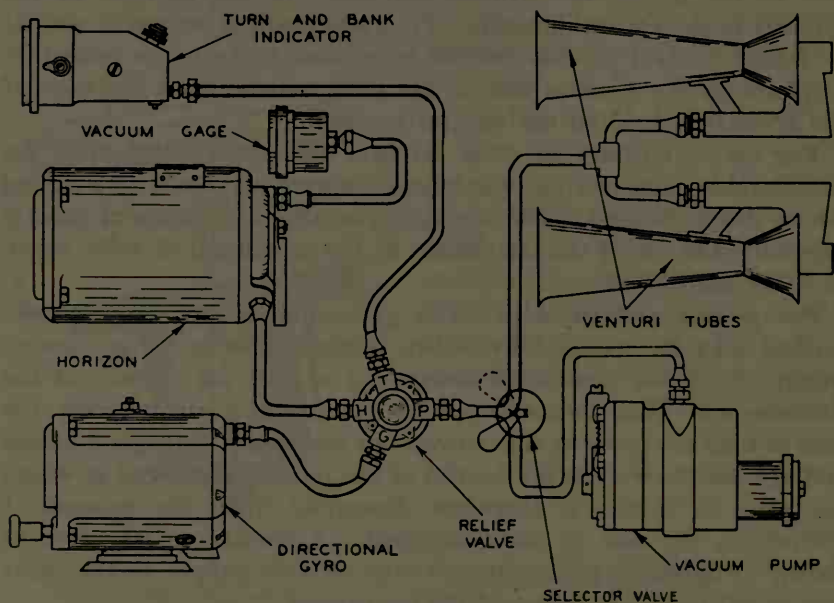 TURN AND BANK
INDICATOR
VACUUM GAGE
HORIZON
VENTURI TUBES
T
H
P
G
DIRECTIONAL
GYRO
RELIEF
VALVE
VACUUM PUMP
SELECTOR VALVE